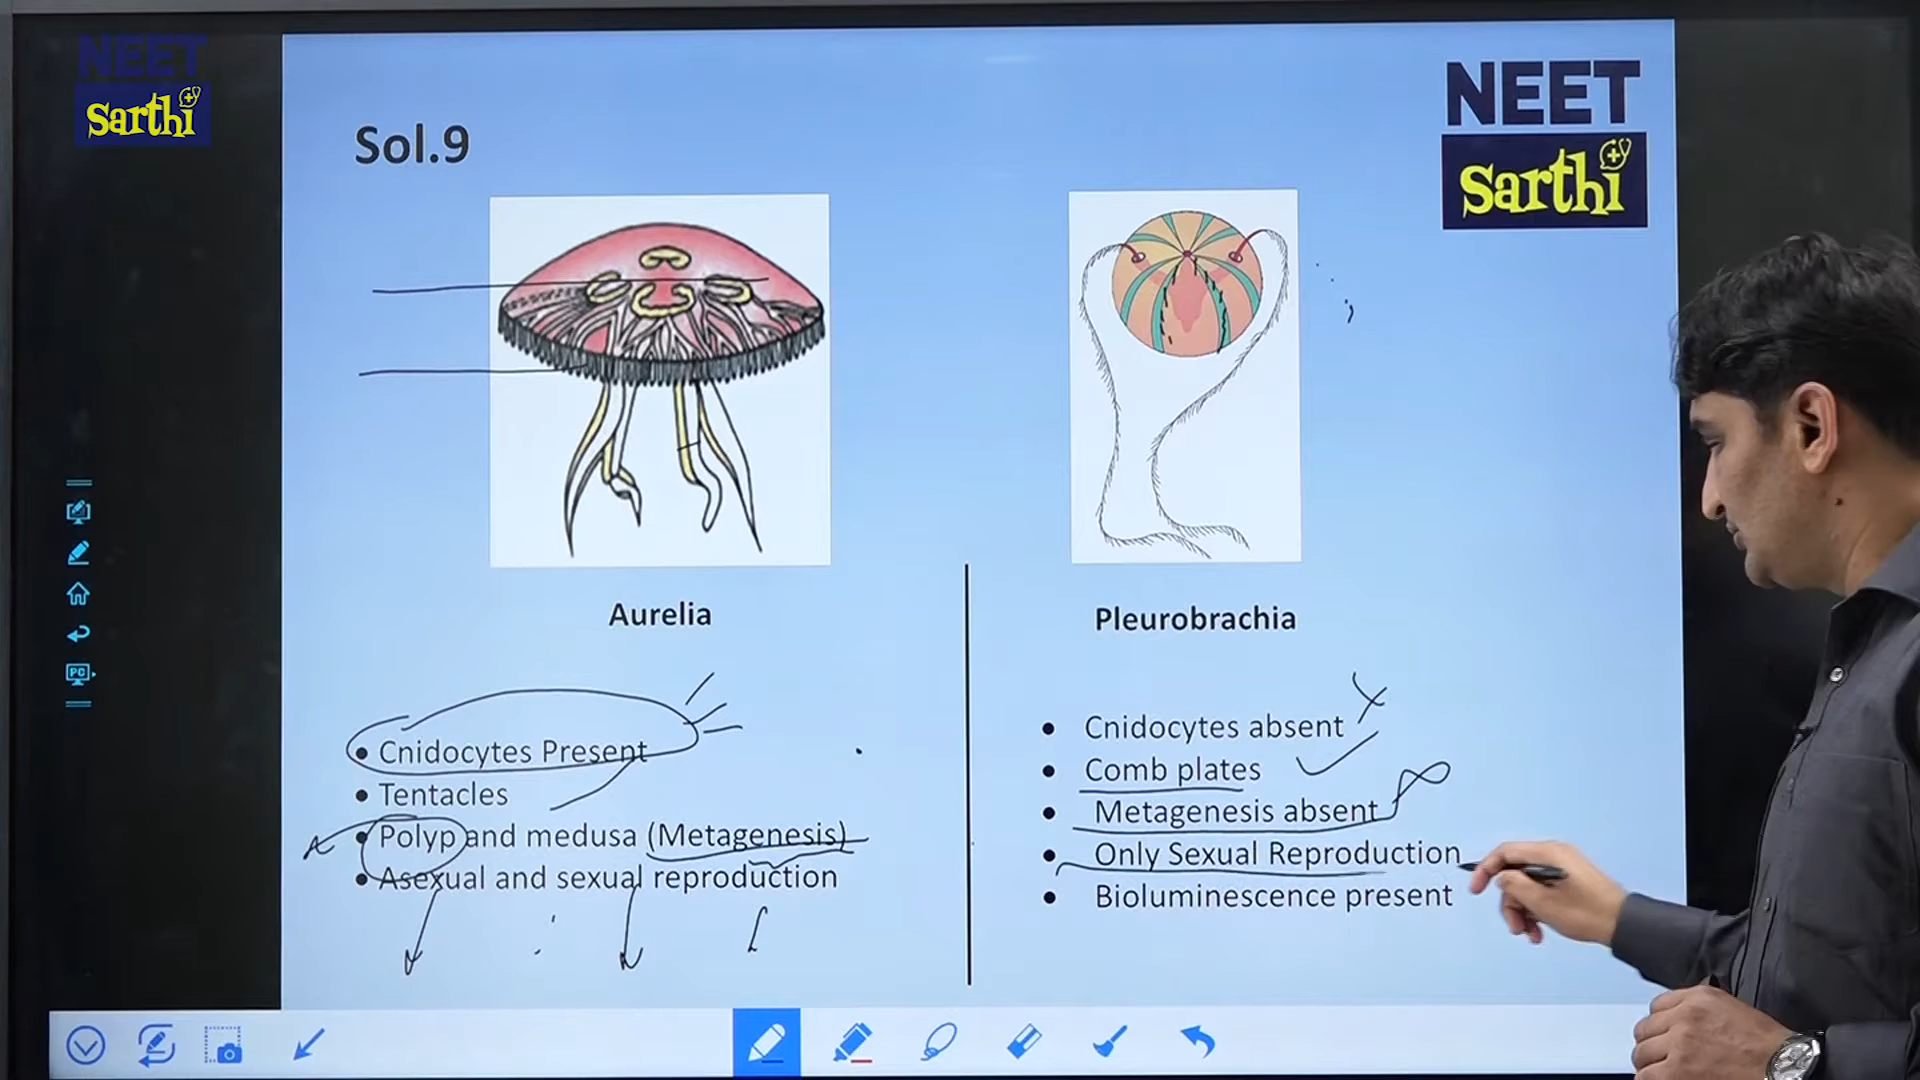 NEET
Sarthi
NEET
Sarthi
Sol.9
Aurelia
• Cnidocytes Present
• Tentacles
• Polyp and medusa (Metagenesis)
• Asexual and sexual reproduction
Pleurobrachia
• Cnidocytes absent
• Comb plates
• Metagenesis absent
• Only Sexual Reproduction
• Bioluminescence present
PC